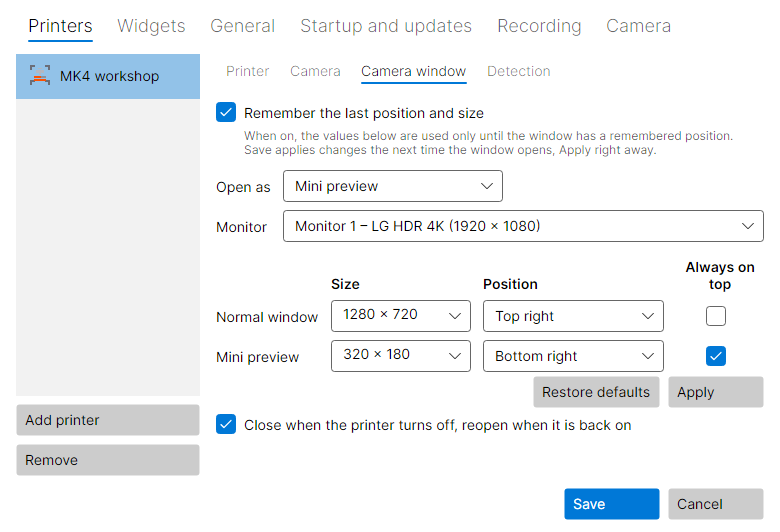 Printers Widgets General Startup and updates Recording Camera
MK4 workshop
Printer Camera Camera window Detection
Remember the last position and size
When on, the values below are used only until the window has a remembered position.
Save applies changes the next time the window opens, Apply right away.
Open as Mini preview
Monitor Monitor 1 – LG HDR 4K (1920 × 1080)
Size Position Always on top
Normal window 1280 × 720 Top right
Mini preview 320 × 180 Bottom right
Restore defaults Apply
Close when the printer turns off, reopen when it is back on
Add printer
Remove
Save Cancel